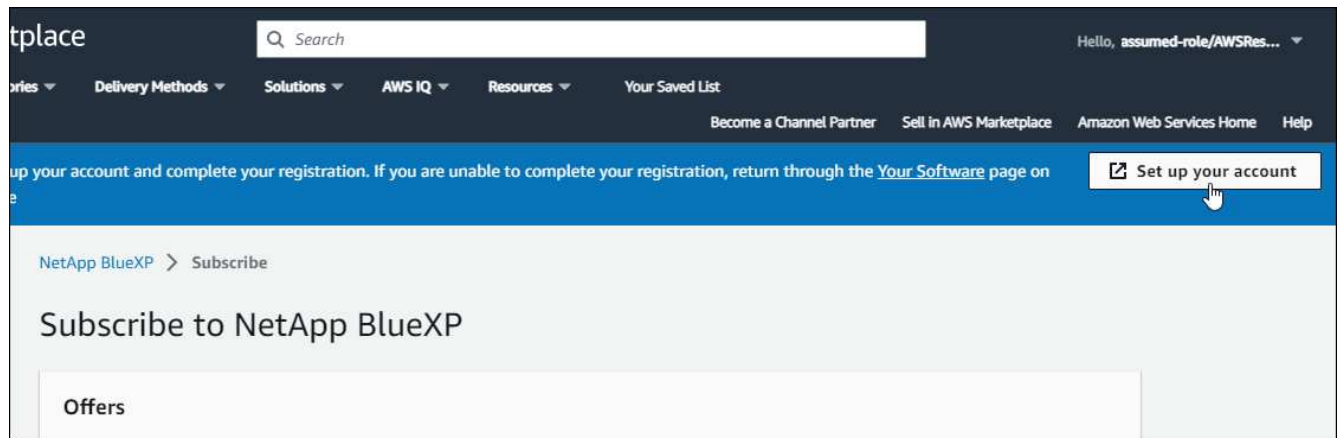 tplace
Search
Hello, assumed-role/AWSRes...
ories Delivery Methods Solutions AWS IQ Resources Your Saved List
Become a Channel Partner Sell in AWS Marketplace Amazon Web Services Home Help
up your account and complete your registration. If you are unable to complete your registration, return through the Your Software page on
e
Set up your account
NetApp BlueXP > Subscribe
Subscribe to NetApp BlueXP
Offers